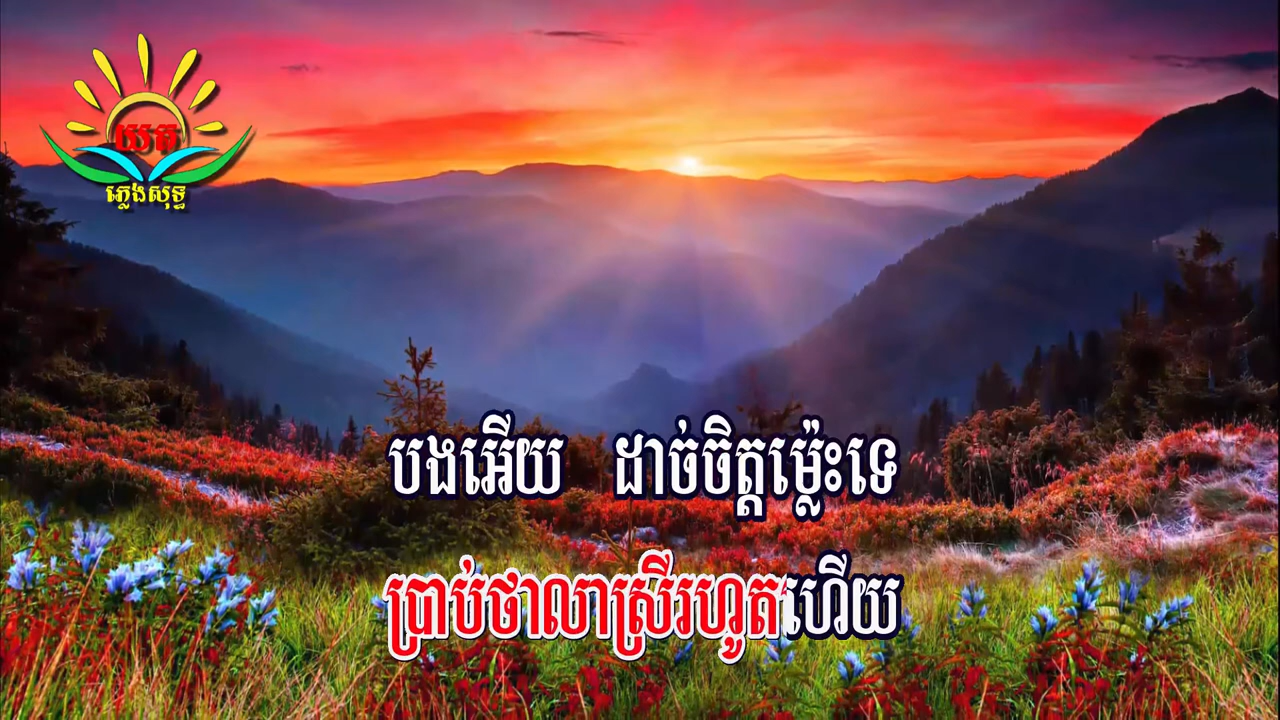 យត
ភ្លេងសុទ្ធ
បងអើយ ដាច់ចិត្តម្ល៉េះទេ
ប្រាប់ថាលាស្រីរហូតហើយ